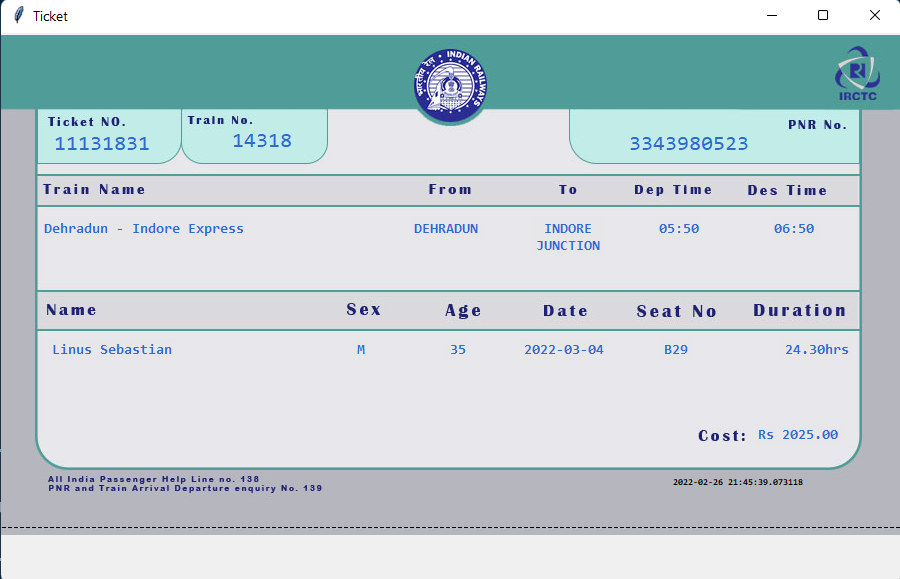 Ticket
भारतीय रेल • INDIAN RAILWAYS
IRCTC
Ticket NO. Train No. PNR No.
11131831 14318 3343980523
Train Name From To Dep Time Des Time
Dehradun - Indore Express DEHRADUN INDORE 05:50 06:50
JUNCTION
Name Sex Age Date Seat No Duration
Linus Sebastian M 35 2022-03-04 B29 24.30hrs
Cost: Rs 2025.00
All India Passenger Help Line no. 138
PNR and Train Arrival Departure enquiry No. 139
2022-02-26 21:45:39.073118